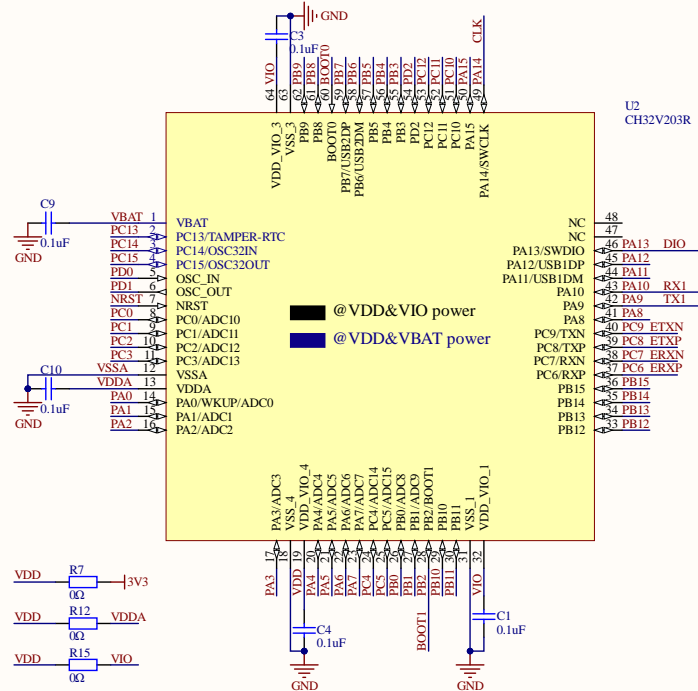 GND
C3
0.1uF
CLK
VIO
PB9
PB8
BOOT0
PB7
PB6
PB5
PB4
PB3
PD2
PC12
PC11
PC10
PA15
PA14
64
63
62
61
60
59
58
57
56
55
54
53
52
51
50
49
U2
CH32V203R
VDD_VIO_3
VSS_3
PB9
PB8
BOOT0
PB7/USB2DP
PB6/USB2DM
PB5
PB4
PB3
PD2
PC12
PC11
PC10
PA15
PA14/SWCLK
C9
0.1uF
GND
VBAT 1 VBAT
PC13 2 PC13/TAMPER-RTC
PC14 3 PC14/OSC32IN
PC15 4 PC15/OSC32OUT
PD0 5 OSC_IN
PD1 6 OSC_OUT
NRST 7 NRST
PC0 8 PC0/ADC10
PC1 9 PC1/ADC11
PC2 10 PC2/ADC12
PC3 11 PC3/ADC13
VSSA 12 VSSA
VDDA 13 VDDA
PA0 14 PA0/WKUP/ADC0
PA1 15 PA1/ADC1
PA2 16 PA2/ADC2
C10
0.1uF
GND
@VDD&VIO power
@VDD&VBAT power
NC 48
NC 47
PA13/SWDIO 46 PA13 DIO
PA12/USB1DP 45 PA12
PA11/USB1DM 44 PA11
PA10 43 PA10 RX1
PA9 42 PA9 TX1
PA8 41 PA8
PC9/TXN 40 PC9 ETXN
PC8/TXP 39 PC8 ETXP
PC7/RXN 38 PC7 ERXN
PC6/RXP 37 PC6 ERXP
PB15 36 PB15
PB14 35 PB14
PB13 34 PB13
PB12 33 PB12
PA3/ADC3
VSS_4
VDD_VIO_4
PA4/ADC4
PA5/ADC5
PA6/ADC6
PA7/ADC7
PC4/ADC14
PC5/ADC15
PB0/ADC8
PB1/ADC9
PB2/BOOT1
PB10
PB11
VSS_1
VDD_VIO_1
17
18
19
20
21
22
23
24
25
26
27
28
29
30
31
32
PA3
VDD
PA4
PA5
PA6
PA7
PC4
PC5
PB0
PB1
PB2
PB10
PB11
VIO
BOOT1
C4
0.1uF
GND
C1
0.1uF
GND
VDD R7 3V3
0Ω
VDD R12 VDDA
0Ω
VDD R15 VIO
0Ω